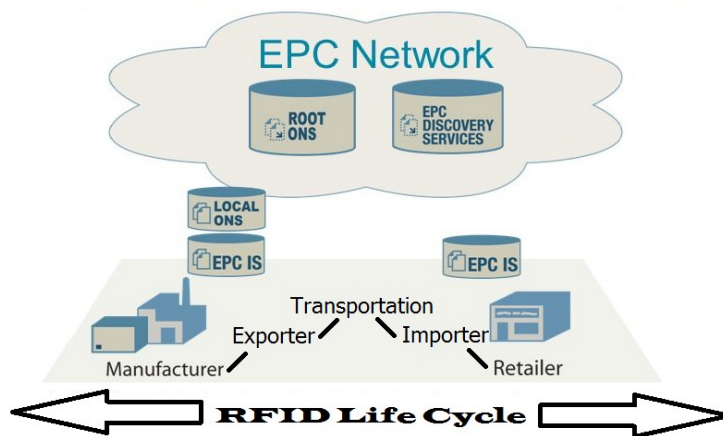 EPC Network
ROOT
ONS
EPC
DISCOVERY
SERVICES
LOCAL
ONS
EPC IS
EPC IS
Transportation
Exporter
Importer
Manufacturer
Retailer
RFID Life Cycle